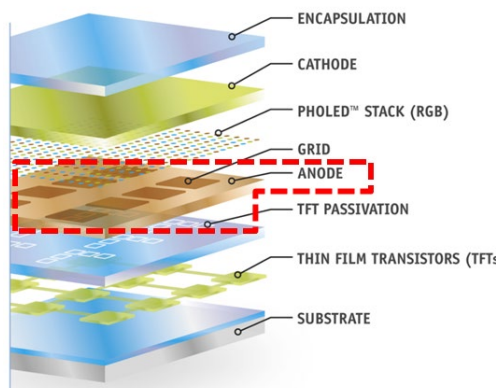 ENCAPSULATION
CATHODE
PHOLED™ STACK (RGB)
GRID
ANODE
TFT PASSIVATION
THIN FILM TRANSISTORS (TFTs
SUBSTRATE